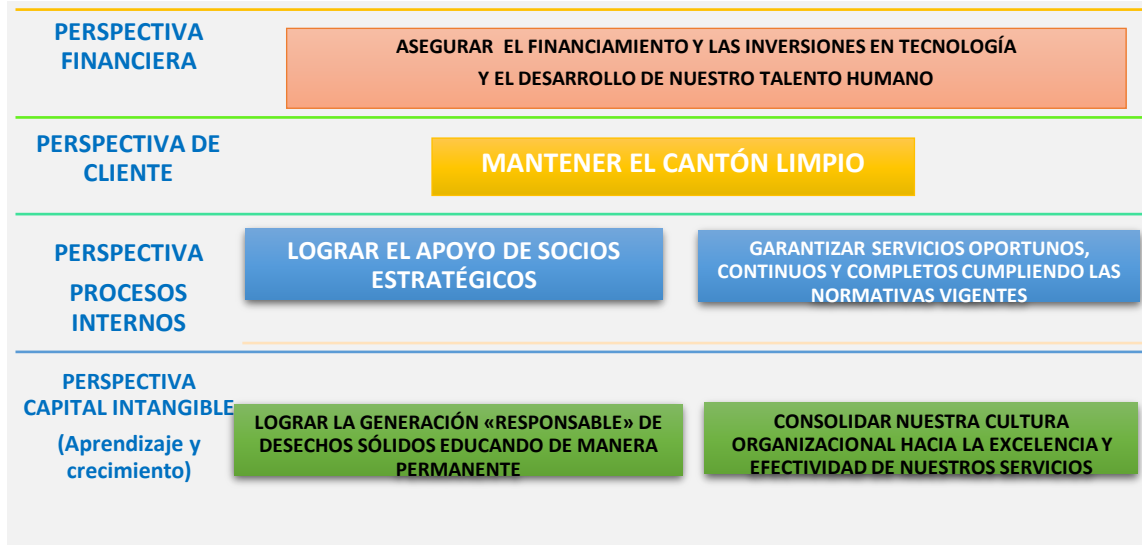 PERSPECTIVA
FINANCIERA
ASEGURAR EL FINANCIAMIENTO Y LAS INVERSIONES EN TECNOLOGÍA
Y EL DESARROLLO DE NUESTRO TALENTO HUMANO
PERSPECTIVA DE
CLIENTE
MANTENER EL CANTÓN LIMPIO
PERSPECTIVA
PROCESOS
INTERNOS
LOGRAR EL APOYO DE SOCIOS
ESTRATÉGICOS
GARANTIZAR SERVICIOS OPORTUNOS,
CONTINUOS Y COMPLETOS CUMPLIENDO LAS
NORMATIVAS VIGENTES
PERSPECTIVA
CAPITAL INTANGIBLE
(Aprendizaje y
crecimiento)
LOGRAR LA GENERACIÓN «RESPONSABLE» DE
DESECHOS SÓLIDOS EDUCANDO DE MANERA
PERMANENTE
CONSOLIDAR NUESTRA CULTURA
ORGANIZACIONAL HACIA LA EXCELENCIA Y
EFECTIVIDAD DE NUESTROS SERVICIOS